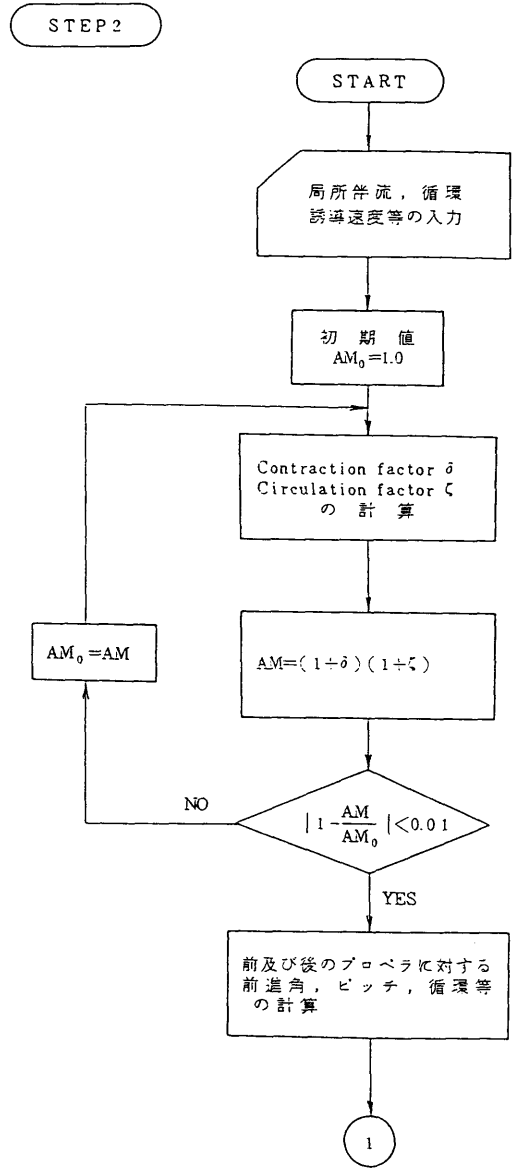 STEP2
START
局所伴流，循環
誘導速度等の入力
初期値
AM₀=1.0
Contraction factor δ
Circulation factor ζ
の計算
AM₀=AM
AM=(1+δ)(1+ζ)
NO
|1-AM/AM₀|<0.01
YES
前及び後のプロペラに対する
前進角，ピッチ，循環等
の計算
1